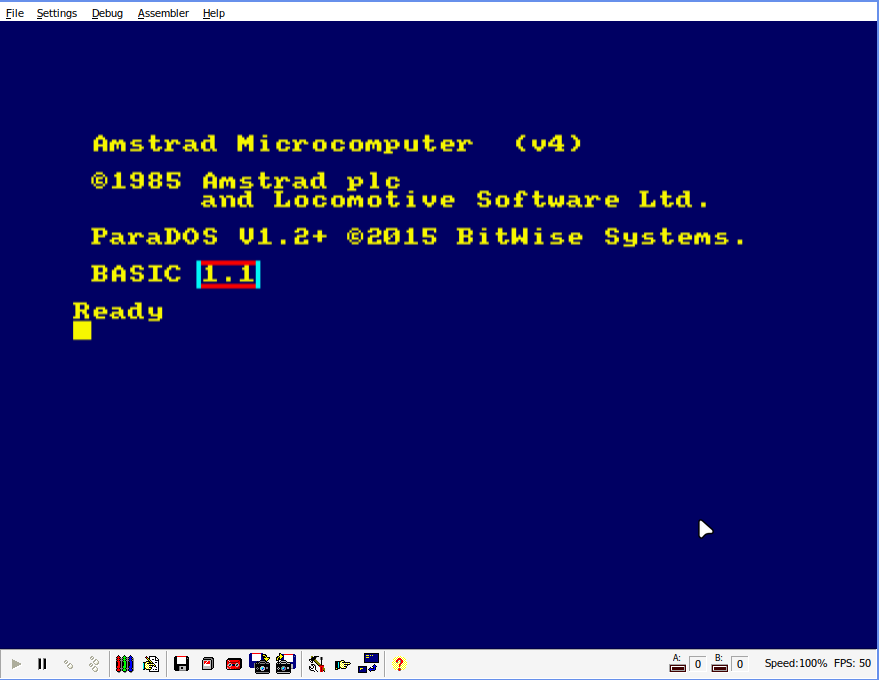 File Settings Debug Assembler Help
Amstrad Microcomputer (v4)
©1985 Amstrad plc
and Locomotive Software Ltd.
ParaDOS V1.2+ ©2015 BitWise Systems.
BASIC 1.1
Ready
A: 0 B: 0 Speed:100% FPS: 50